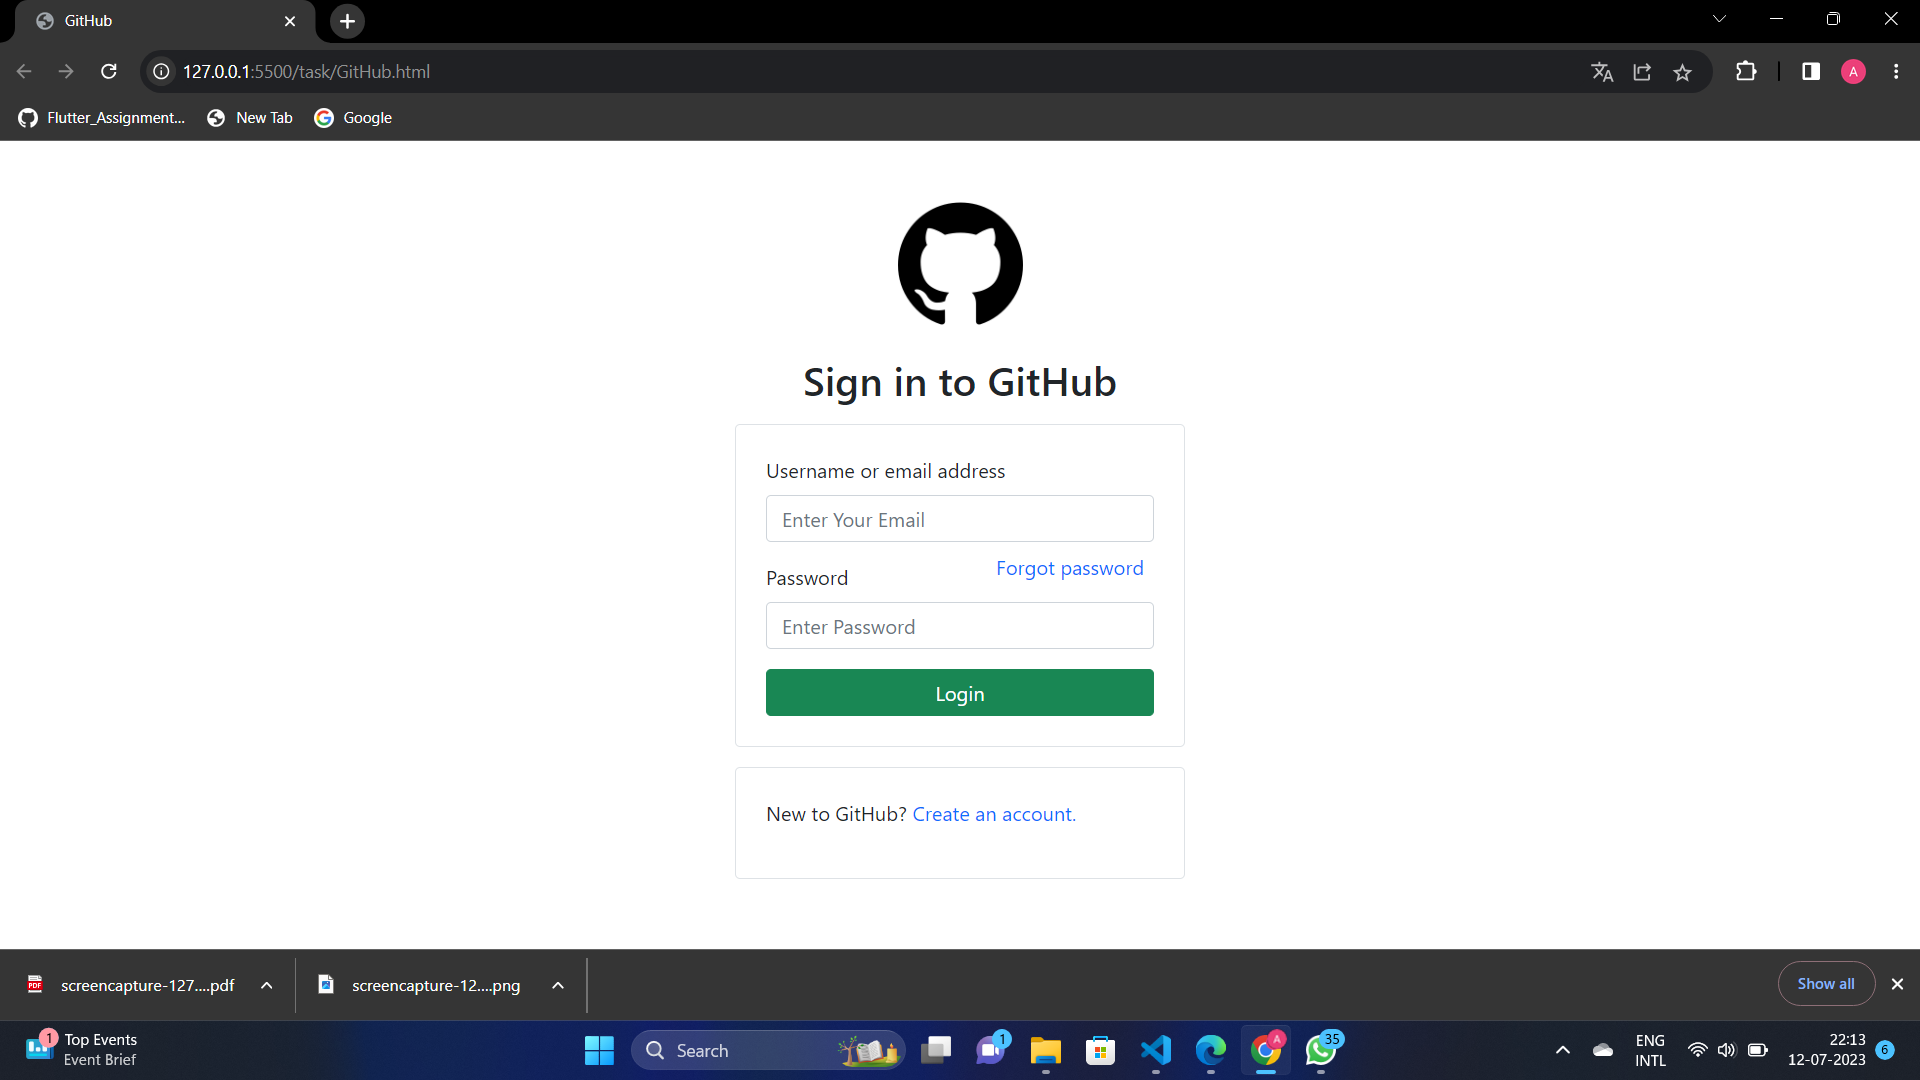 GitHub
127.0.0.1:5500/task/GitHub.html
A
Flutter_Assignment...
New Tab
Google
Sign in to GitHub
Username or email address
Enter Your Email
Forgot password
Password
Enter Password
Login
New to GitHub? Create an account.
PDF
screencapture-127....pdf
screencapture-12....png
Show all
1
Top Events
Event Brief
Search
1
A
35
ENG
INTL
22:13
12-07-2023
6